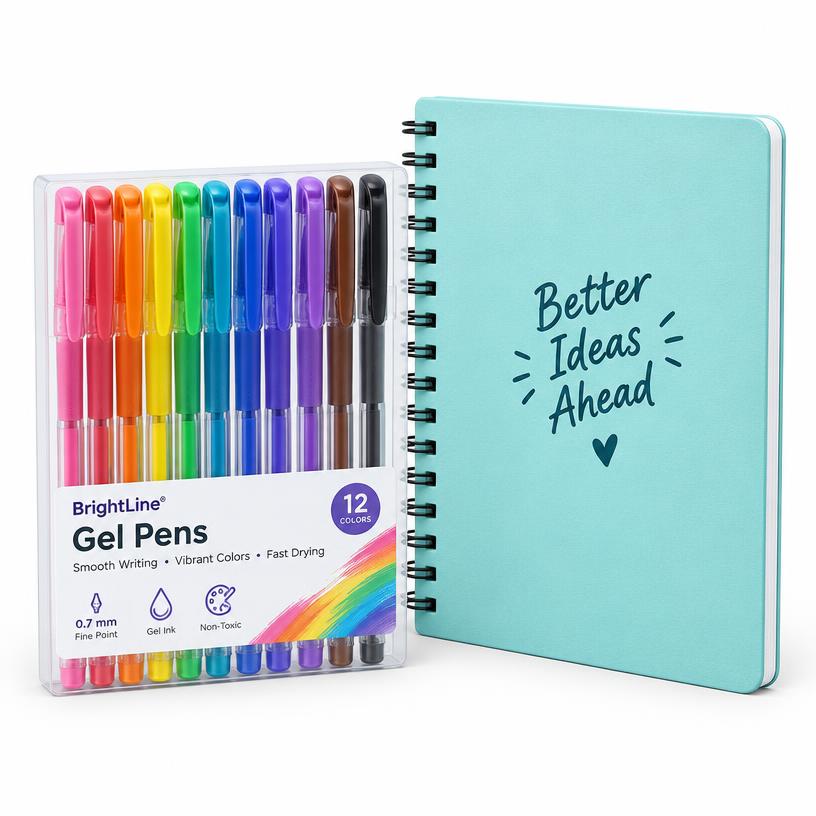 BrightLine®
Gel Pens
Smooth Writing • Vibrant Colors • Fast Drying
12
COLORS
0.7 mm
Fine Point
Gel Ink
Non-Toxic
Better
Ideas
Ahead